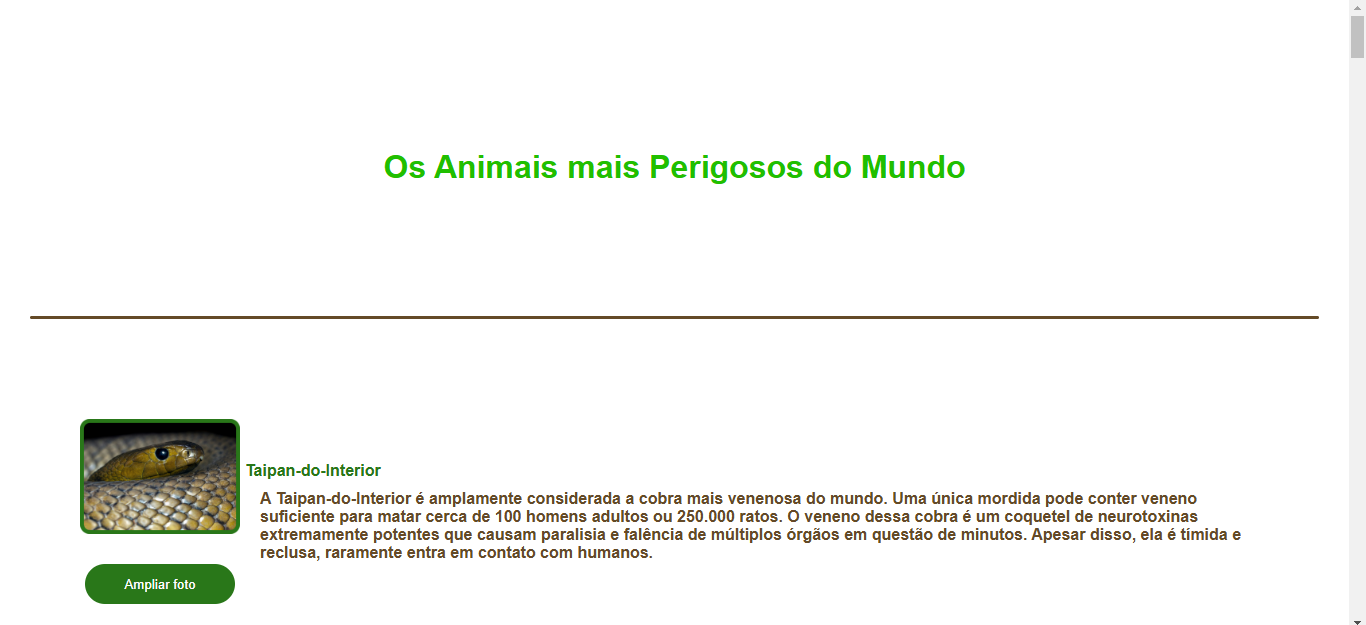 Os Animais mais Perigosos do Mundo
Taipan-do-Interior
A Taipan-do-Interior é amplamente considerada a cobra mais venenosa do mundo. Uma única mordida pode conter veneno
suficiente para matar cerca de 100 homens adultos ou 250.000 ratos. O veneno dessa cobra é um coquetel de neurotoxinas
extremamente potentes que causam paralisia e falência de múltiplos órgãos em questão de minutos. Apesar disso, ela é tímida e
reclusa, raramente entra em contato com humanos.
Ampliar foto